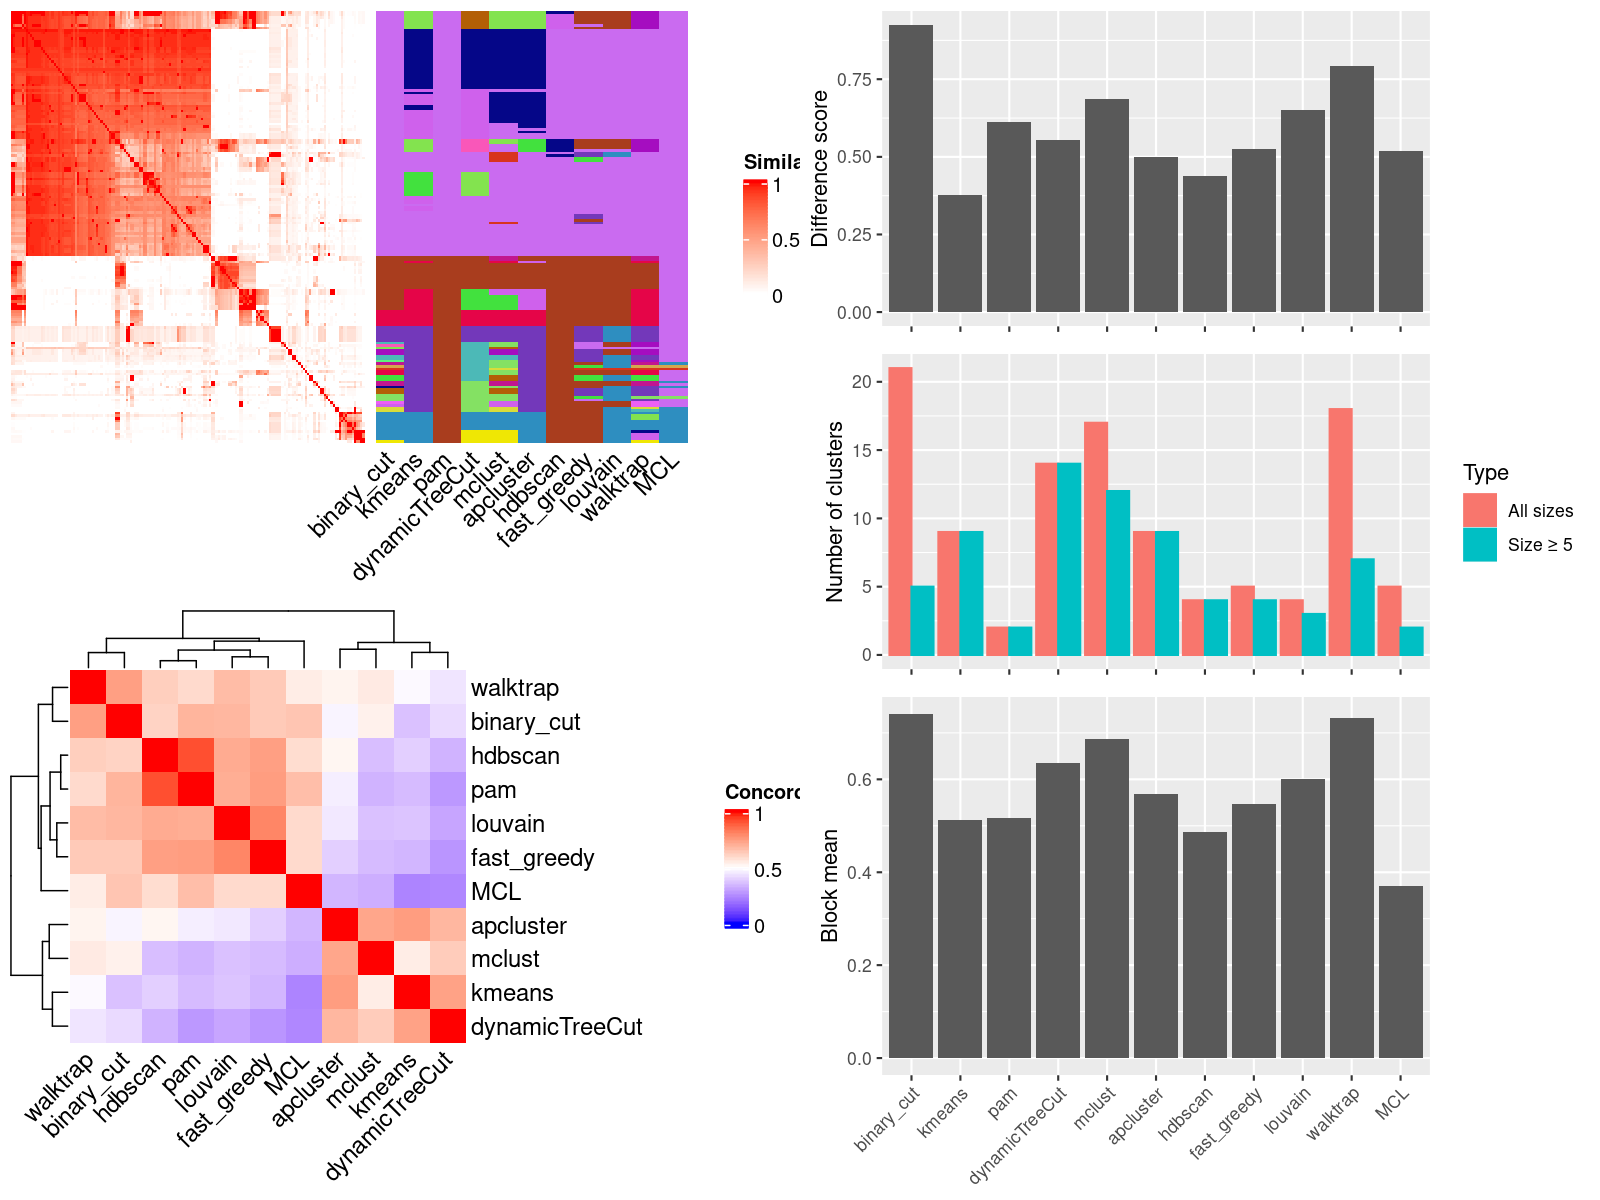 Simila
1
0.5
0
binary_cut
kmeans
pam
dynamicTreeCut
mclust
apcluster
hdbscan
fast_greedy
louvain
walktrap
MCL
walktrap
binary_cut
hdbscan
pam
louvain
fast_greedy
MCL
apcluster
mclust
kmeans
dynamicTreeCut
walktrap
binary_cut
hdbscan
pam
louvain
fast_greedy
MCL
apcluster
mclust
kmeans
dynamicTreeCut
Concord
1
0.5
0
Difference score
0.75
0.50
0.25
0.00
Number of clusters
20
15
10
5
0
Type
All sizes
Size ≥ 5
Block mean
0.6
0.4
0.2
0.0
binary_cut
kmeans
pam
dynamicTreeCut
mclust
apcluster
hdbscan
fast_greedy
louvain
walktrap
MCL